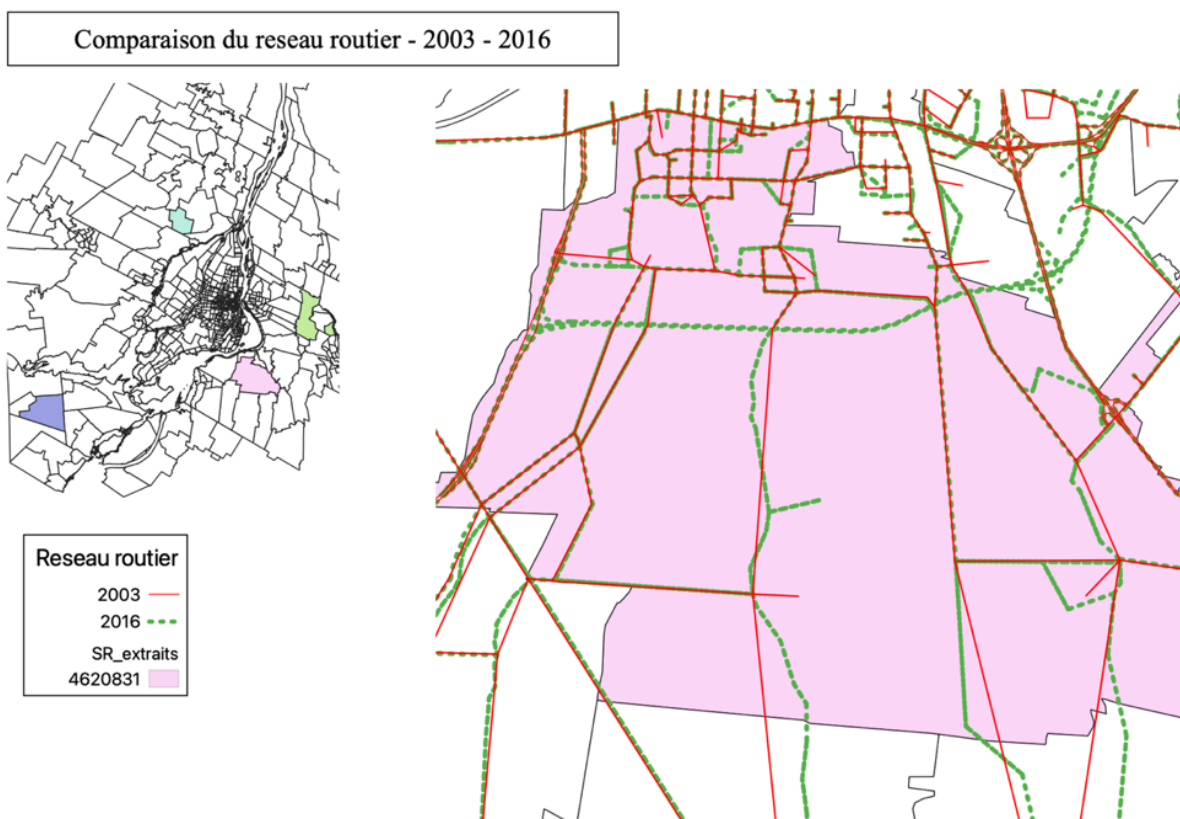 Comparaison du reseau routier - 2003 - 2016
Reseau routier
2003
2016
SR_extraits
4620831